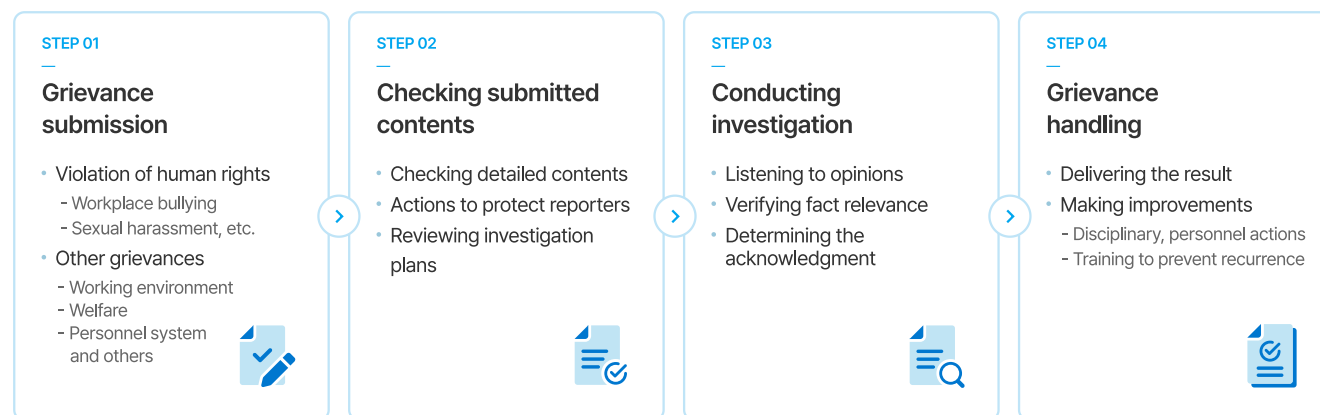 STEP 01
Grievance
submission
• Violation of human rights
- Workplace bullying
- Sexual harassment, etc.
• Other grievances
- Working environment
- Welfare
- Personnel system
and others
STEP 02
Checking submitted
contents
• Checking detailed contents
• Actions to protect reporters
• Reviewing investigation
plans
STEP 03
Conducting
investigation
• Listening to opinions
• Verifying fact relevance
• Determining the
acknowledgment
STEP 04
Grievance
handling
• Delivering the result
• Making improvements
- Disciplinary, personnel actions
- Training to prevent recurrence